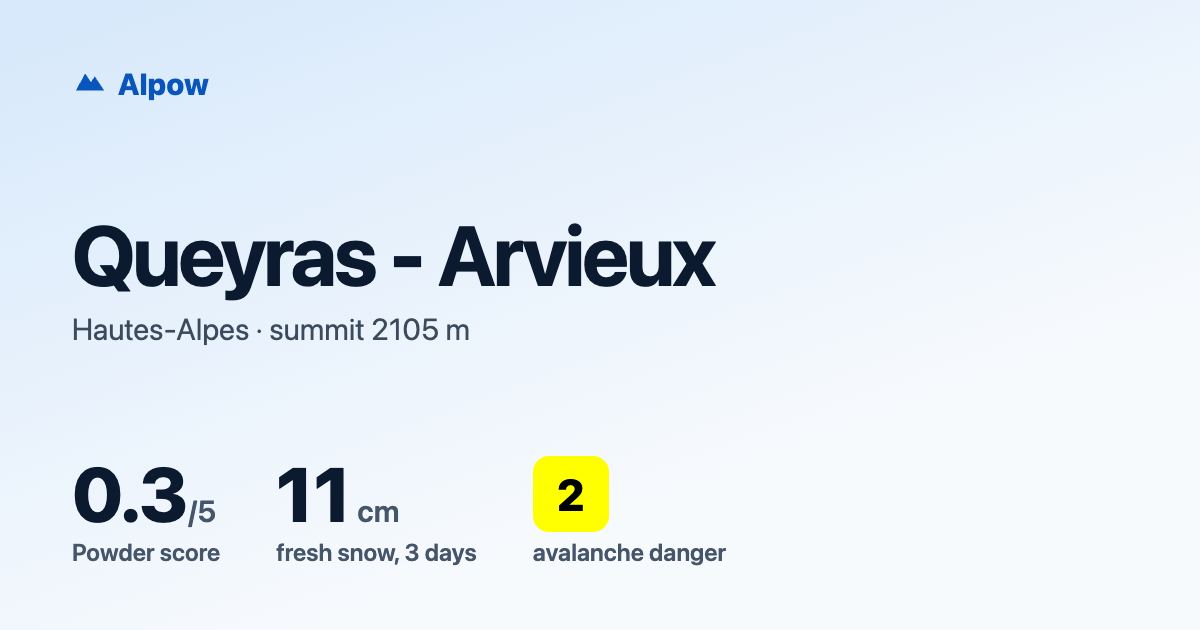 Alpow
Queyras - Arvieux
Hautes-Alpes · summit 2105 m
0.3/5
Powder score
11 cm
fresh snow, 3 days
2
avalanche danger